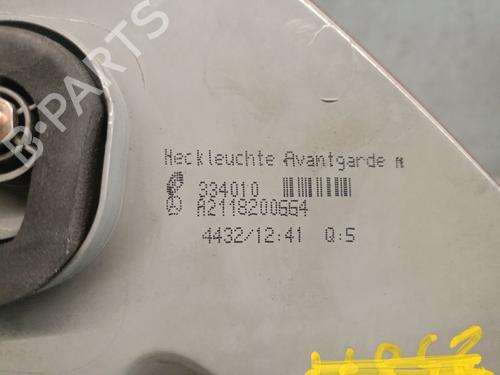 B-PARTS
Heckleuchte Avantgarde
334010
A2118200664
4432/12:41 Q:5